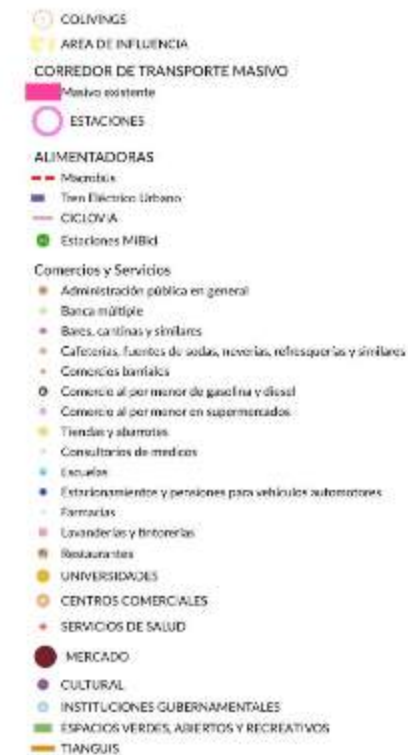 COLIVINGS
AREA DE INFLUENCIA
CORREDOR DE TRANSPORTE MASIVO
Masivo existente
ESTACIONES
ALIMENTADORAS
Macrobús
Tren Eléctrico Urbano
CICLOVIA
Estaciones MiBici
Comercios y Servicios
Administración pública en general
Banca múltiple
Bares, cantinas y similares
Cafeterías, fuentes de sodas, neverías, refresquerías y similares
Comercios barriales
Comercio al por menor de gasolina y diesel
Comercio al por menor en supermercados
Tiendas y abarrotes
Consultorios de medicos
Escuelas
Estacionamientos y pensiones para vehículos automotores
Farmacias
Lavanderías y tintorerías
Restaurantes
UNIVERSIDADES
CENTROS COMERCIALES
SERVICIOS DE SALUD
MERCADO
CULTURAL
INSTITUCIONES GUBERNAMENTALES
ESPACIOS VERDES, ABIERTOS Y RECREATIVOS
TIANGUIS